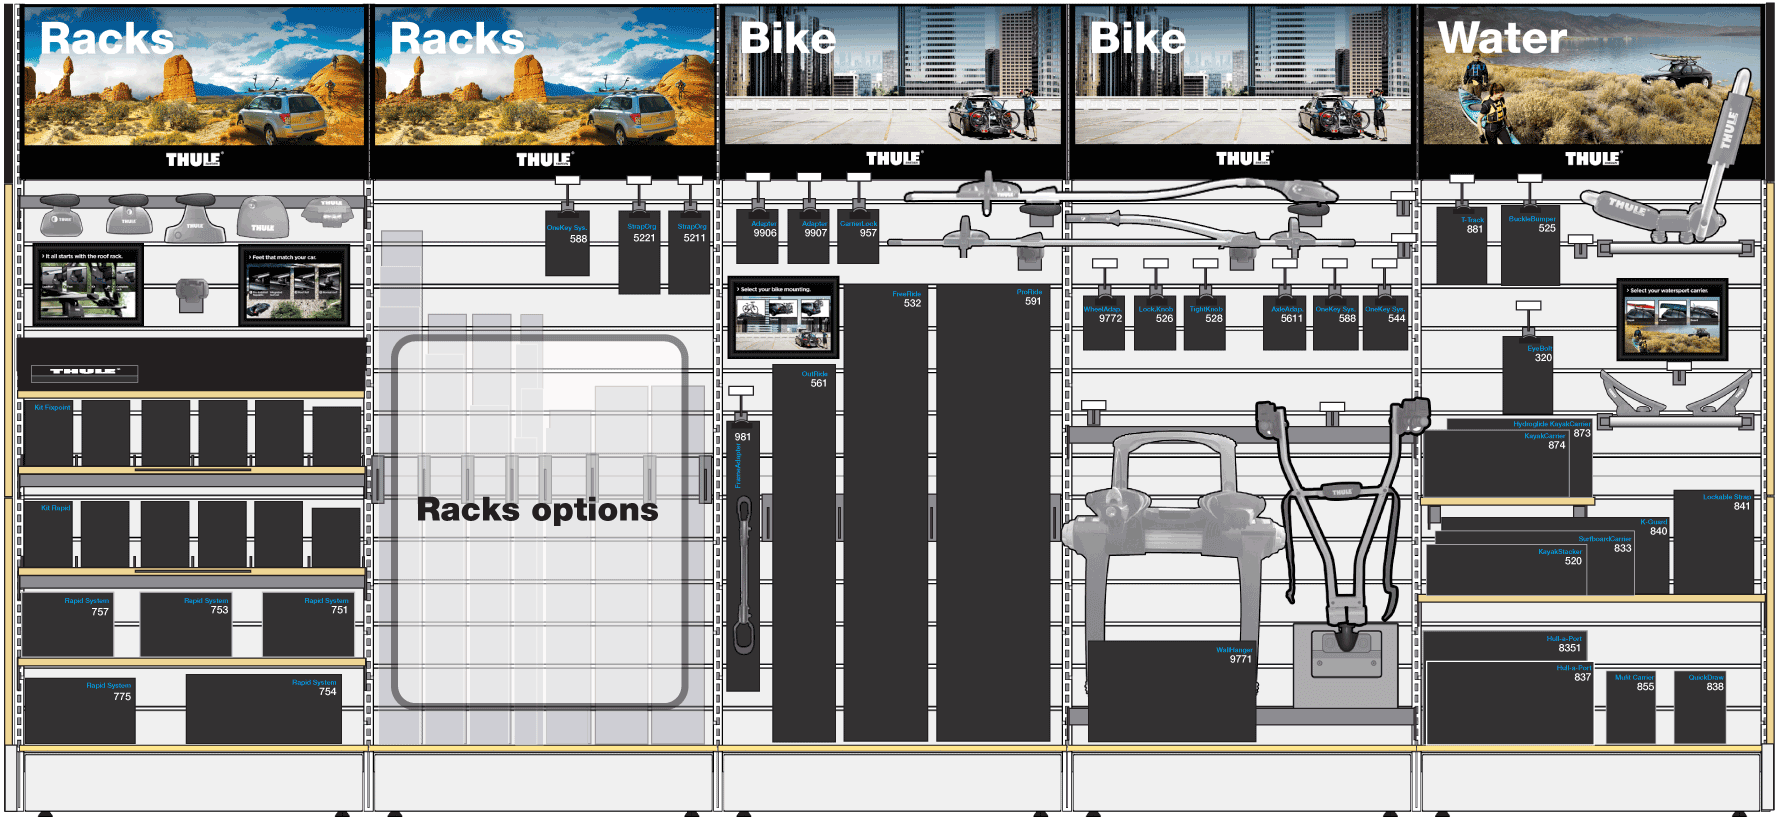 Racks
Racks
Bike
Bike
Water
THULE
THULE
THULE
THULE
THULE
› It all starts with the roof rack.
› Feet that match your car.
THULE
Kit Fixpoint
Kit Rapid
Rapid System
757
Rapid System
753
Rapid System
751
Rapid System
775
Rapid System
754
OneKey Sys.
588
StrapOrg
5221
StrapOrg
5211
Racks options
Adapter
9906
Adapter
9907
CarrierLock
957
› Select your bike mounting.
FreeRide
532
ProRide
591
OutRide
561
981
FrameAdapter
WheelAdap.
9772
Lock.Knob
526
TightKnob
528
AxleAdap.
5611
OneKey Sys.
588
OneKey Sys.
544
THULE
WallHanger
9771
T-Track
881
BuckleBumper
525
THULE
THULE
› Select your watersport carrier.
EyeBolt
320
Hydroglide KayakCarrier
873
KayakCarrier
874
Lockable Strap
841
K-Guard
840
SurfboardCarrier
833
KayakStacker
520
Hull-a-Port
8351
Hull-a-Port
837
Multi Carrier
855
QuickDraw
838